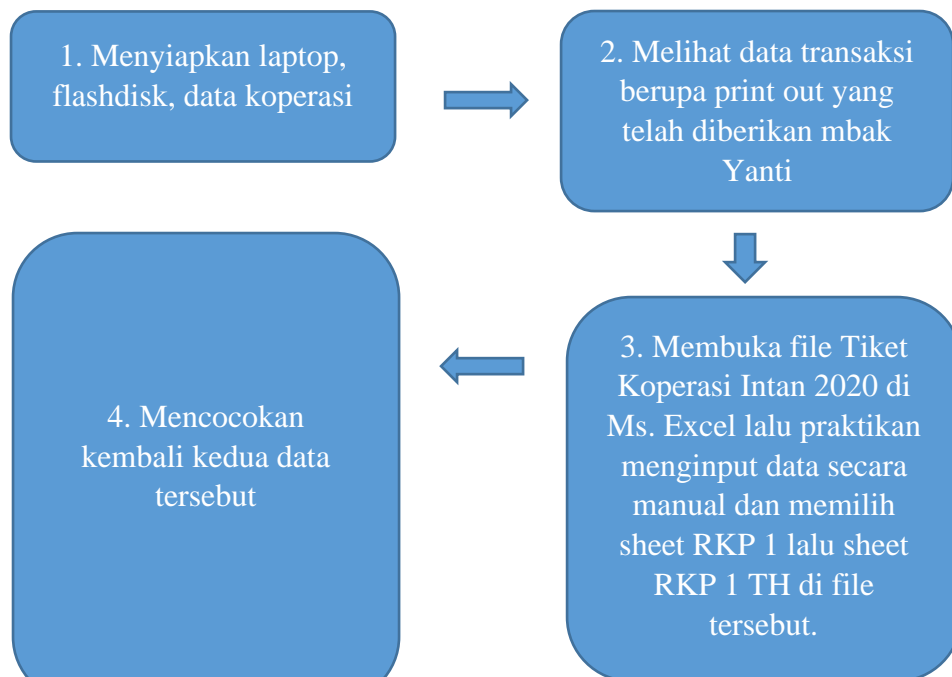 1. Menyiapkan laptop,
flashdisk, data koperasi
2. Melihat data transaksi
berupa print out yang
telah diberikan mbak
Yanti
3. Membuka file Tiket
Koperasi Intan 2020 di
Ms. Excel lalu praktikan
menginput data secara
manual dan memilih
sheet RKP 1 lalu sheet
RKP 1 TH di file
tersebut.
4. Mencocokan
kembali kedua data
tersebut